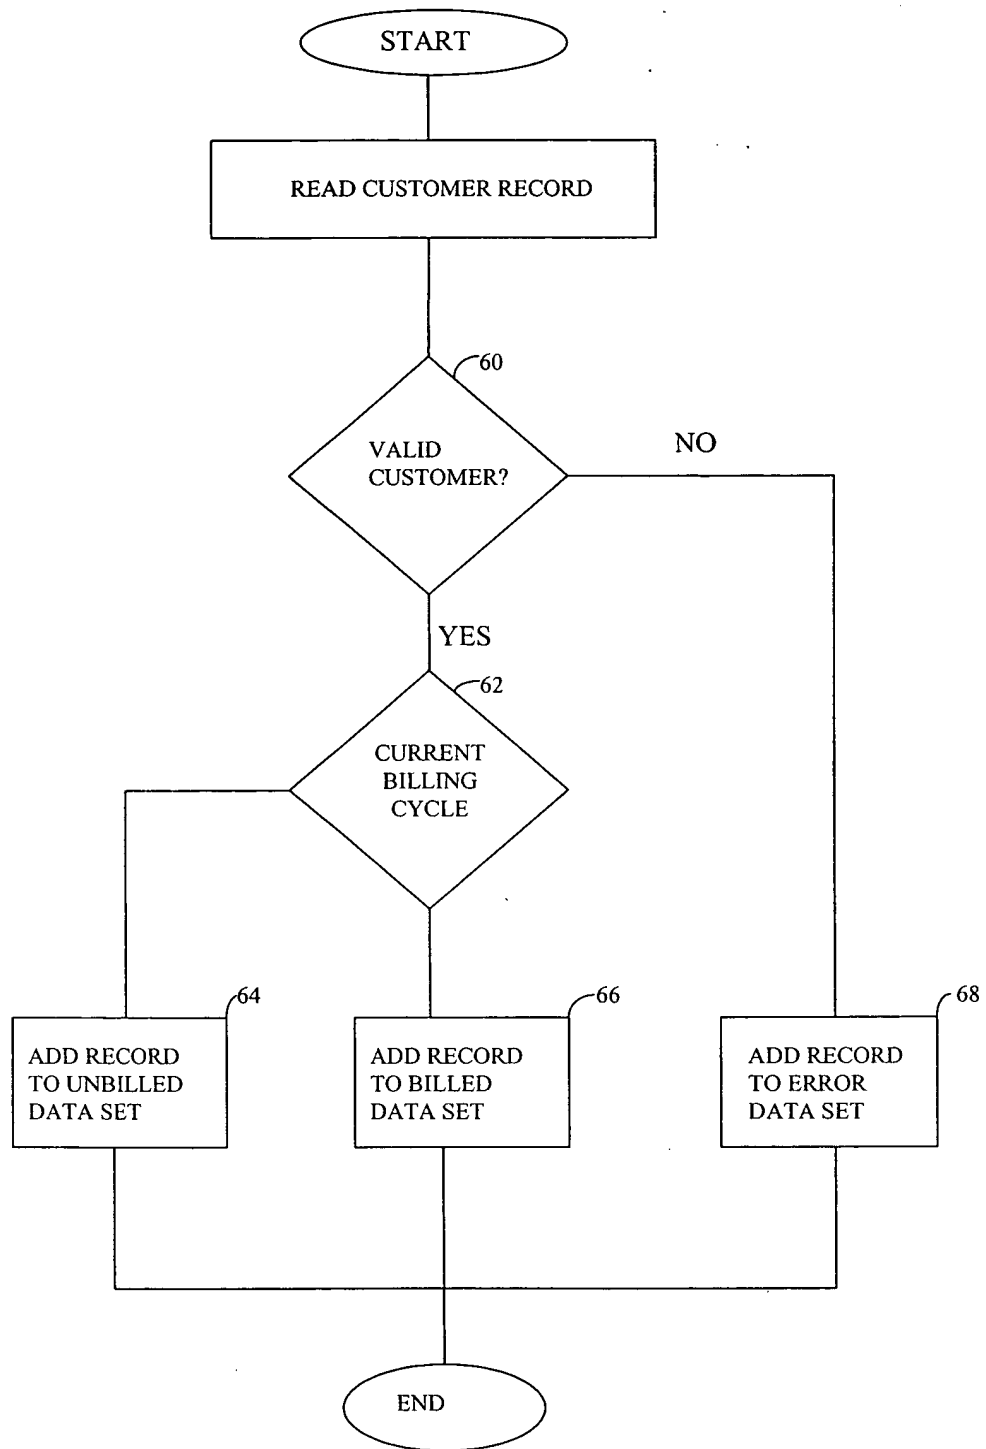 START
READ CUSTOMER RECORD
60
VALID
CUSTOMER?
NO
YES
62
CURRENT
BILLING
CYCLE
64
ADD RECORD
TO UNBILLED
DATA SET
66
ADD RECORD
TO BILLED
DATA SET
68
ADD RECORD
TO ERROR
DATA SET
END